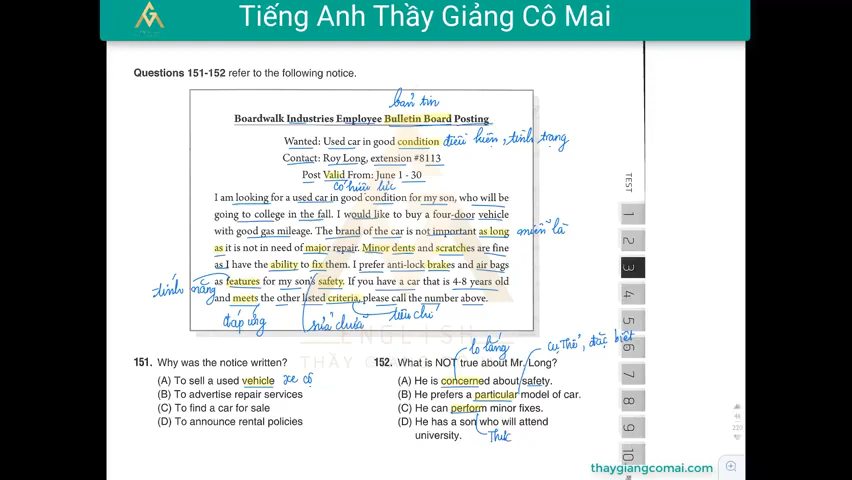 Tiếng Anh Thầy Giảng Cô Mai
Questions 151-152 refer to the following notice.
bản tin
Boardwalk Industries Employee Bulletin Board Posting
Wanted: Used car in good condition điều kiện, tình trạng
Contact: Roy Long, extension #8113
Post Valid From: June 1 - 30
có hiệu lực
I am looking for a used car in good condition for my son, who will be
going to college in the fall. I would like to buy a four-door vehicle
with good gas mileage. The brand of the car is not important as long miễn là
as it is not in need of major repair. Minor dents and scratches are fine
as I have the ability to fix them. I prefer anti-lock brakes and air bags
tính năng as features for my son's safety. If you have a car that is 4-8 years old
and meets the other listed criteria, please call the number above.
đáp ứng sửa chữa tiêu chí
ENGLISH
THẦY
151. Why was the notice written?
(A) To sell a used vehicle xe cộ
(B) To advertise repair services
(C) To find a car for sale
(D) To announce rental policies
lo lắng cụ thể, đặc biệt
152. What is NOT true about Mr. Long?
(A) He is concerned about safety.
(B) He prefers a particular model of car.
(C) He can perform minor fixes.
(D) He has a son who will attend
university. thực
TEST
1
2
3
4
5
6
7
8
9
10
thaygiangcomai.com